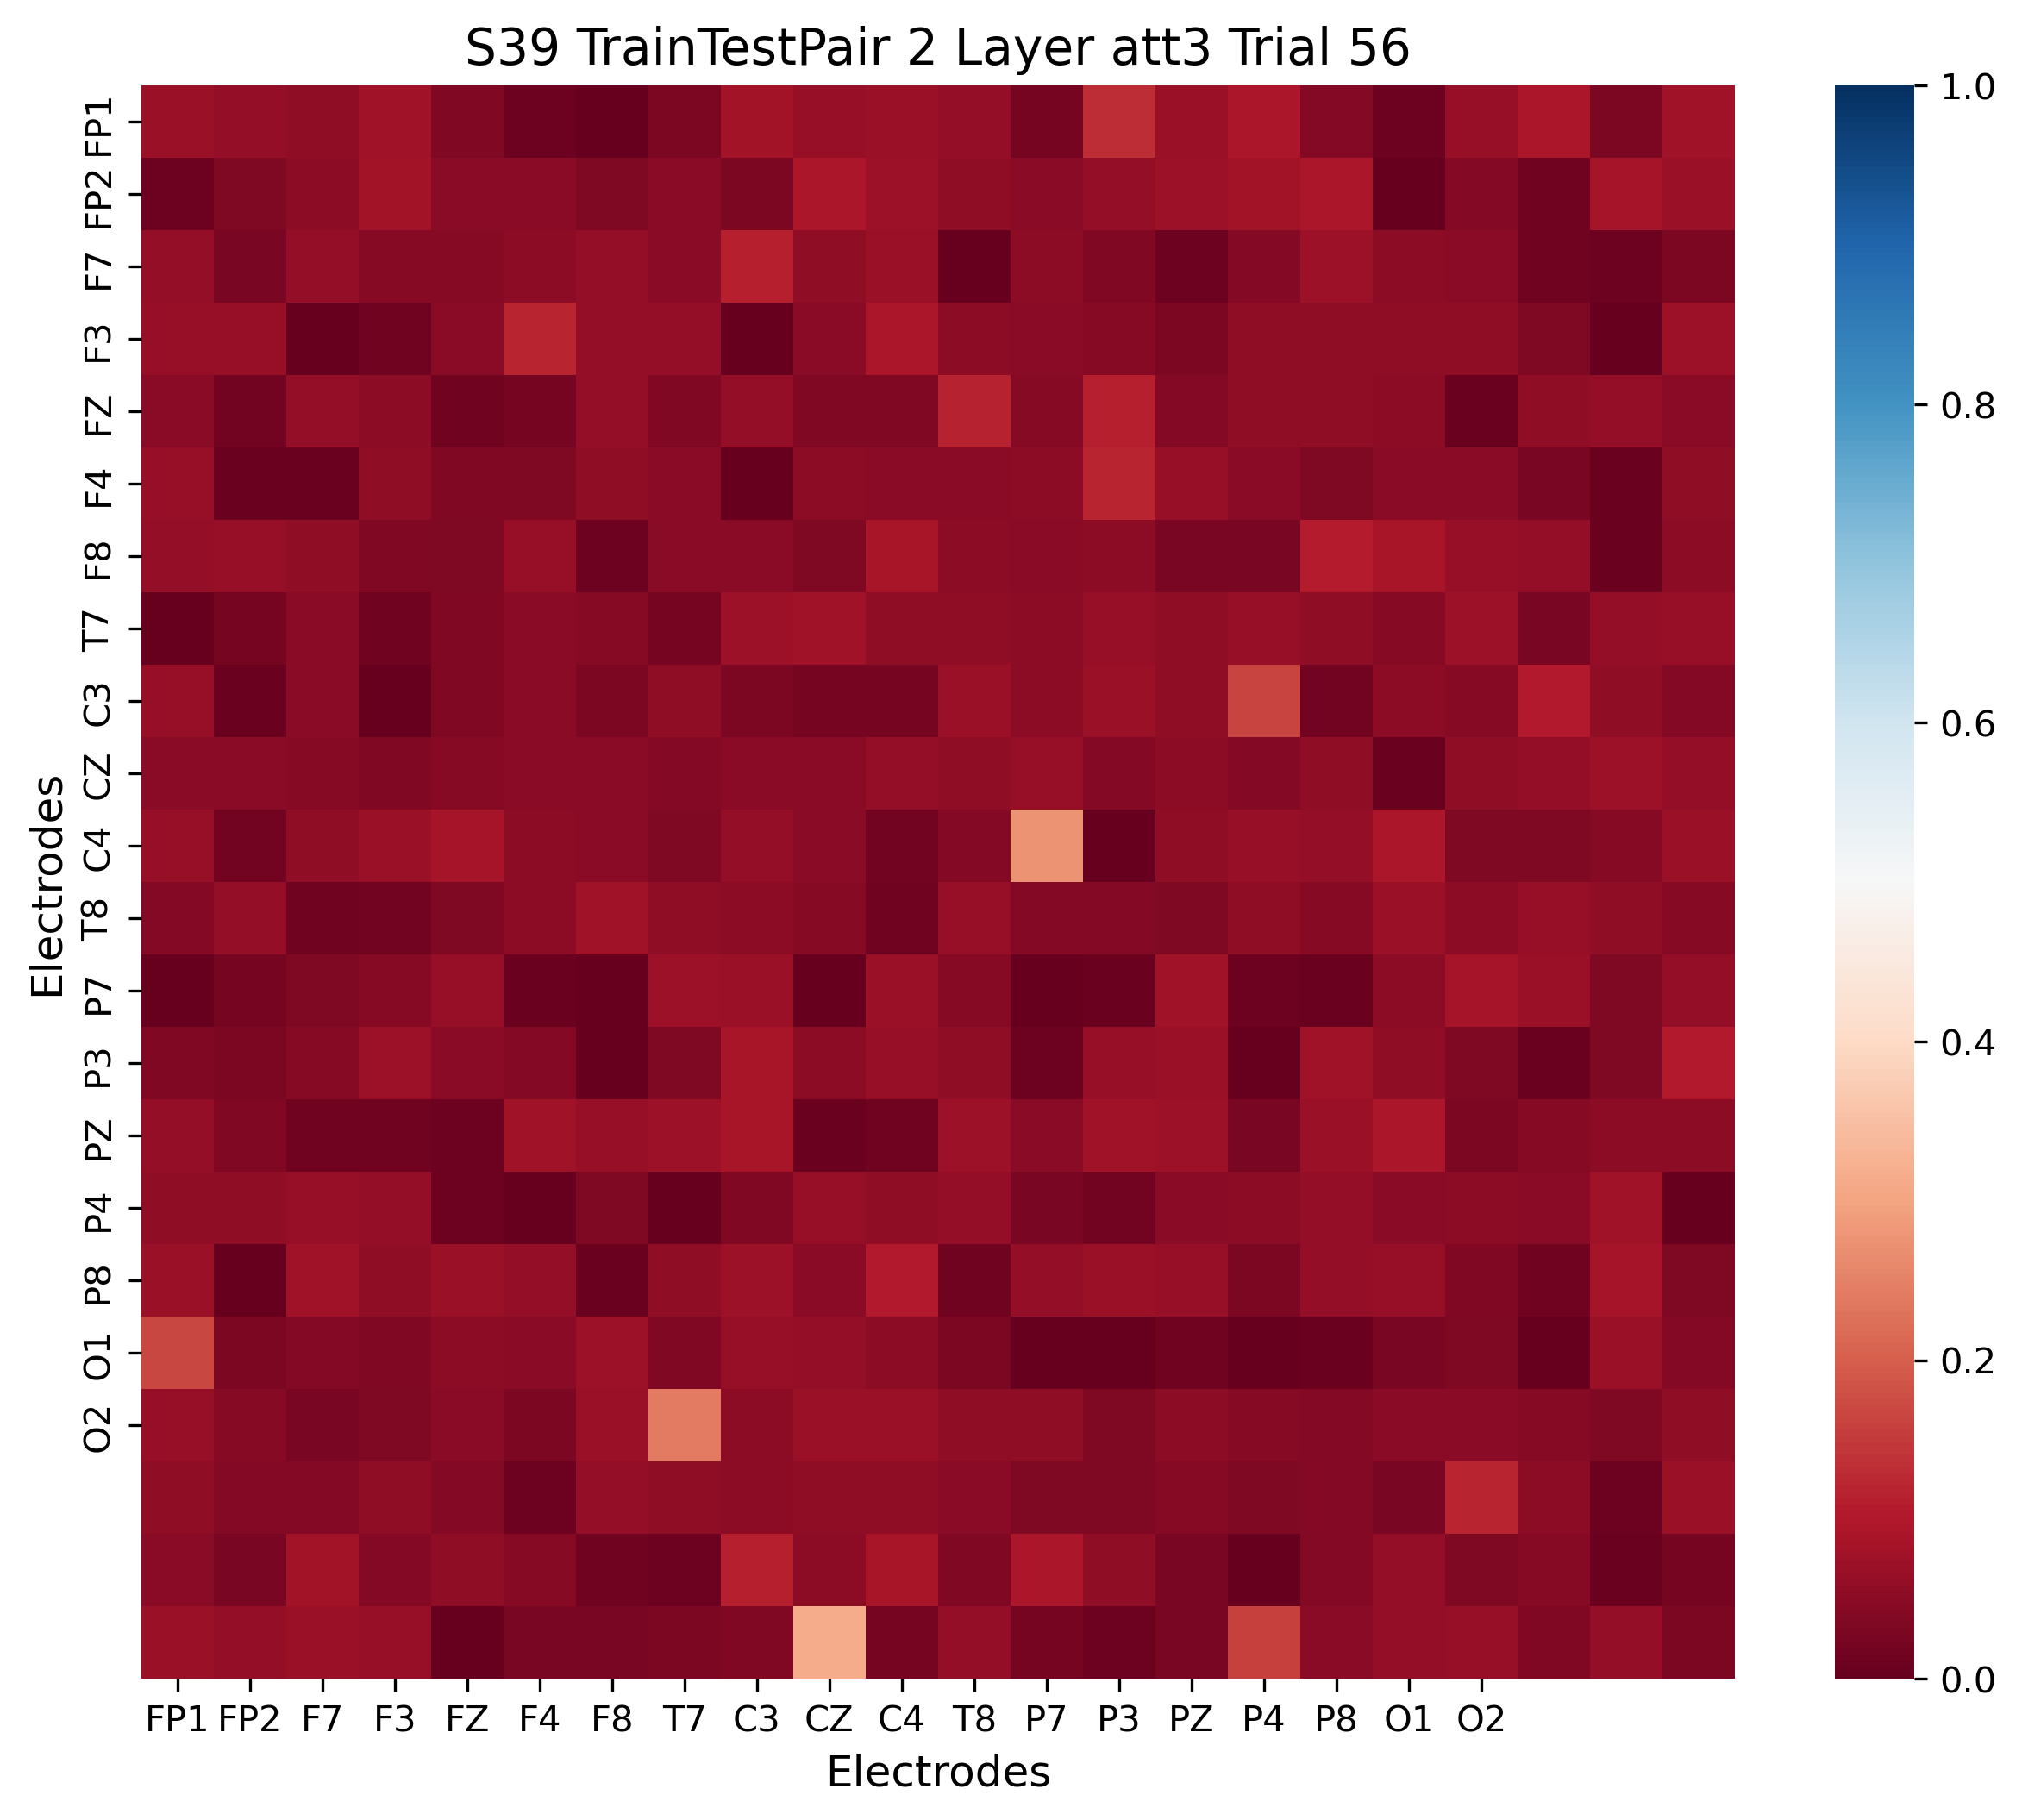 S39 TrainTestPair 2 Layer att3 Trial 56
Electrodes
FP1
FP2
F7
F3
FZ
F4
F8
T7
C3
CZ
C4
T8
P7
P3
PZ
P4
P8
O1
O2
FP1 FP2 F7 F3 FZ F4 F8 T7 C3 CZ C4 T8 P7 P3 PZ P4 P8 O1 O2
Electrodes
1.0
0.8
0.6
0.4
0.2
0.0